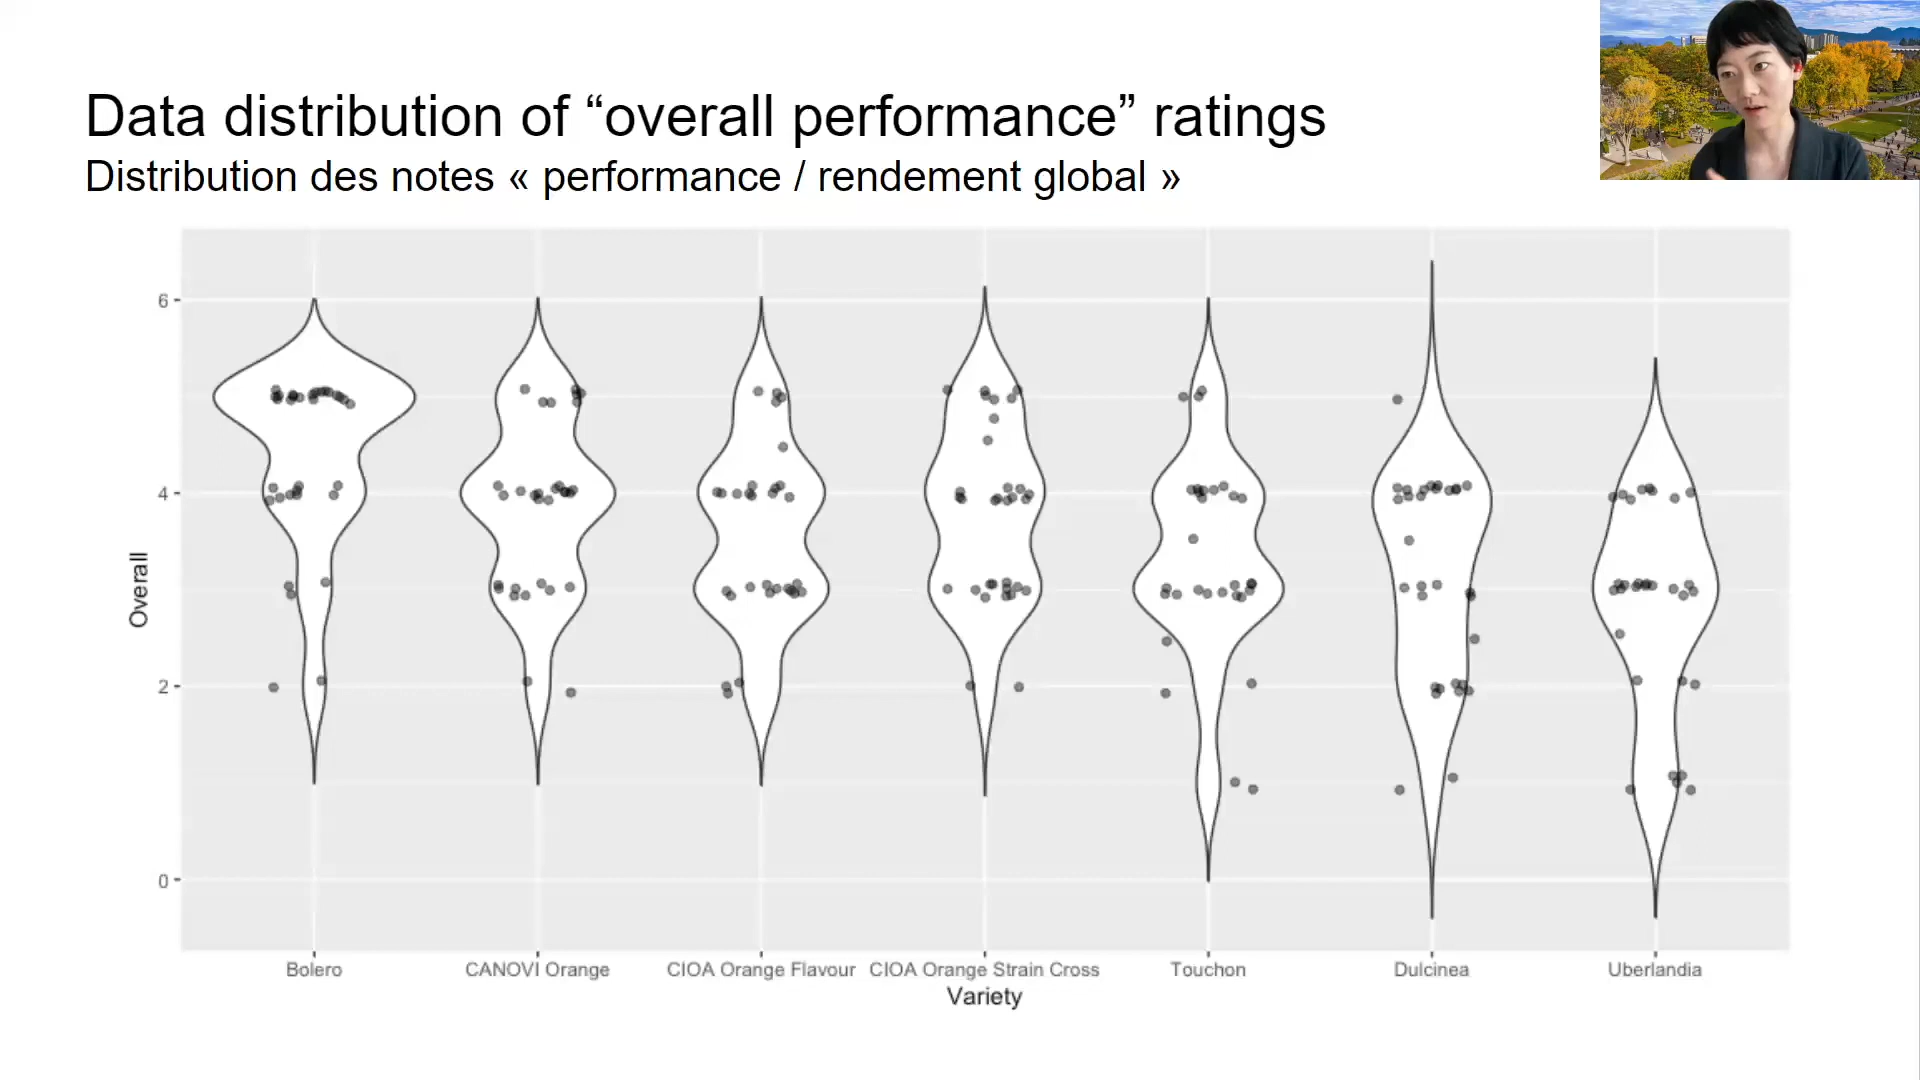 Data distribution of “overall performance” ratings
Distribution des notes « performance / rendement global »
6
4
2
0
Overall
Bolero
CANOVI Orange
CIOA Orange Flavour
CIOA Orange Strain Cross
Touchon
Dulcinea
Uberlandia
Variety